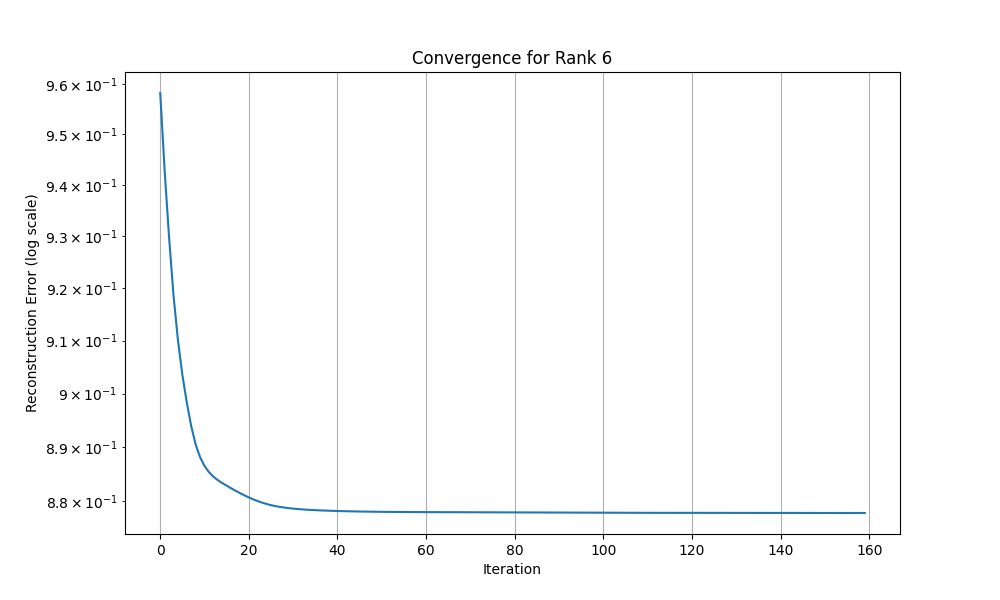 Convergence for Rank 6
Reconstruction Error (log scale)
9.6 × 10⁻¹
9.5 × 10⁻¹
9.4 × 10⁻¹
9.3 × 10⁻¹
9.2 × 10⁻¹
9.1 × 10⁻¹
9 × 10⁻¹
8.9 × 10⁻¹
8.8 × 10⁻¹
0 20 40 60 80 100 120 140 160
Iteration